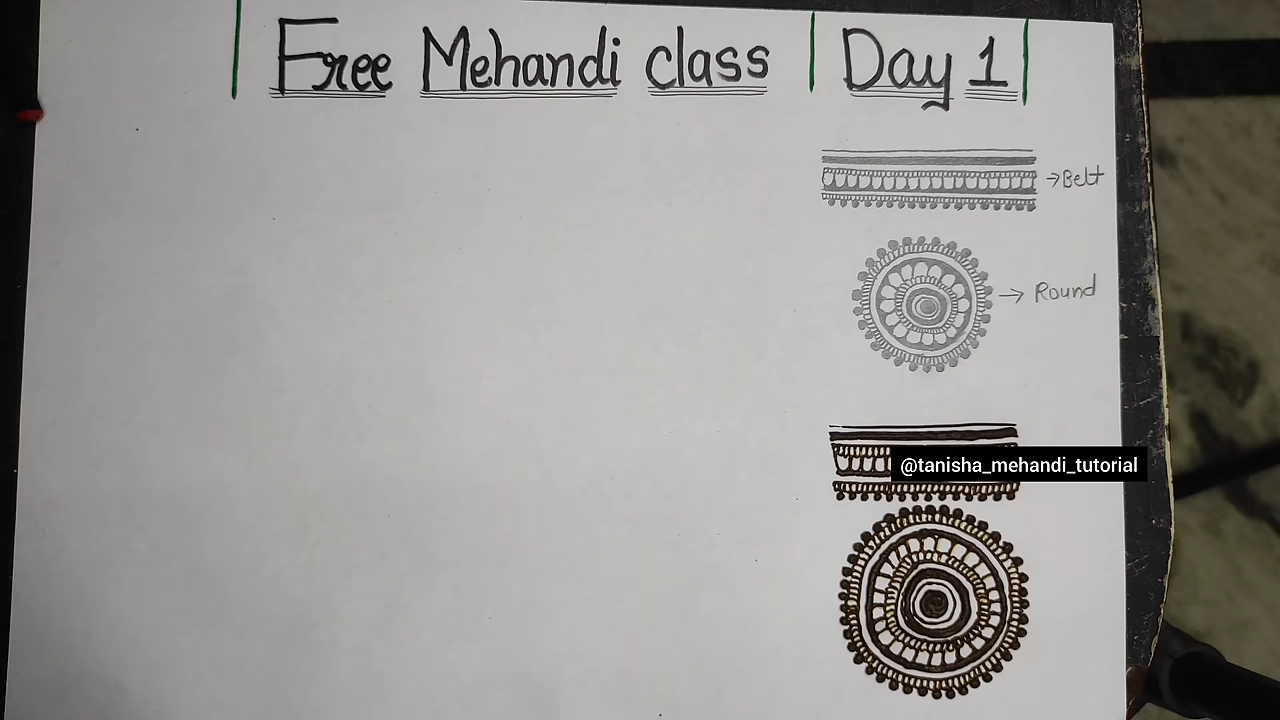 Free Mehandi class | Day 1
→Belt
→ Round
@tanisha_mehandi_tutorial